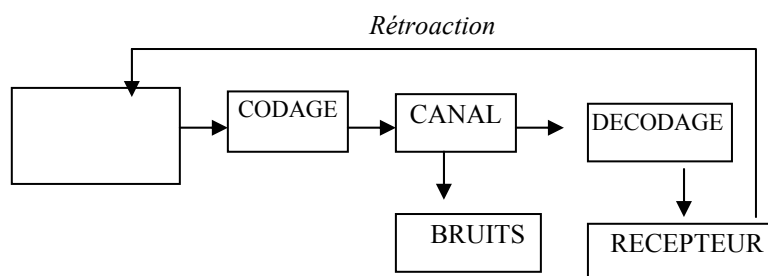 Rétroaction
CODAGE
CANAL
DECODAGE
BRUITS
RECEPTEUR